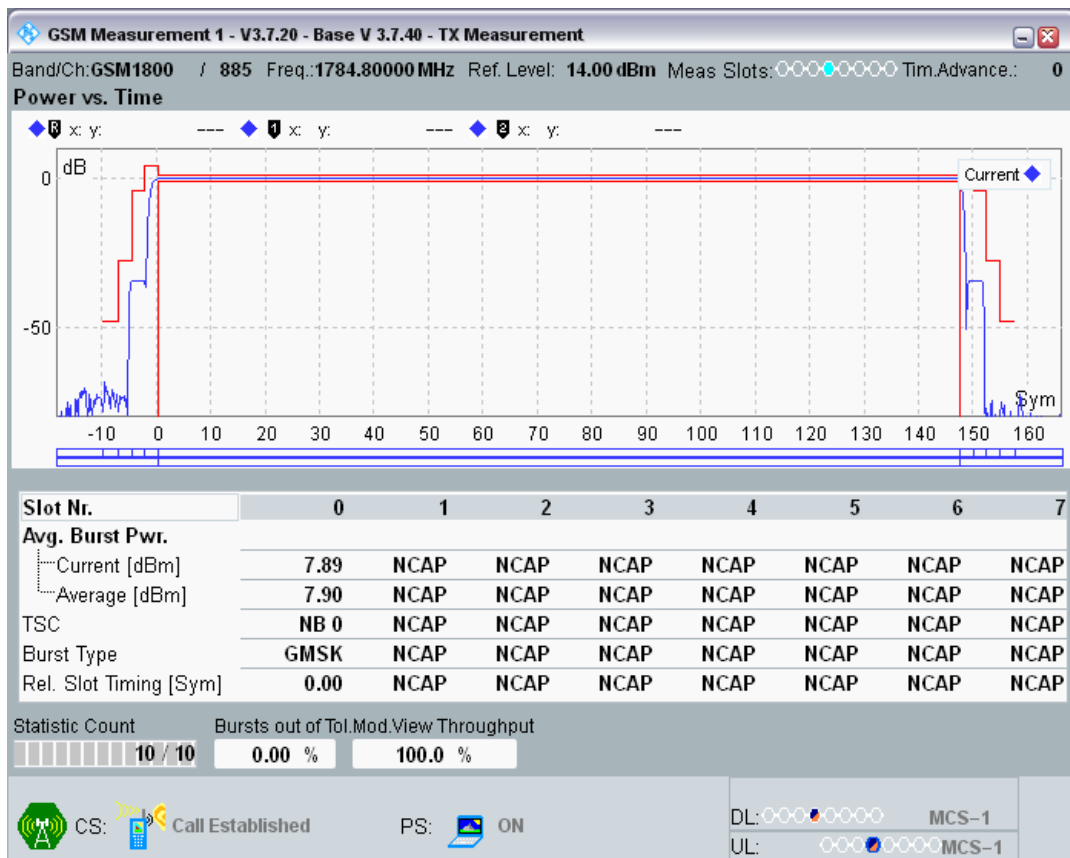 GSM Measurement 1 - V3.7.20 - Base V 3.7.40 - TX Measurement
Band/Ch:GSM1800 / 885 Freq.:1784.80000 MHz Ref. Level: 14.00 dBm Meas Slots: Tim.Advance.: 0
Power vs. Time
R x: y: --- 1 x: y: --- 2 x: y: ---
dB
Current
0
-50
Sym
-10 0 10 20 30 40 50 60 70 80 90 100 110 120 130 140 150 160
Slot Nr. 0 1 2 3 4 5 6 7
Avg. Burst Pwr.
Current [dBm] 7.89 NCAP NCAP NCAP NCAP NCAP NCAP NCAP
Average [dBm] 7.90 NCAP NCAP NCAP NCAP NCAP NCAP NCAP
TSC NB 0 NCAP NCAP NCAP NCAP NCAP NCAP NCAP
Burst Type GMSK NCAP NCAP NCAP NCAP NCAP NCAP NCAP
Rel. Slot Timing [Sym] 0.00 NCAP NCAP NCAP NCAP NCAP NCAP NCAP
Statistic Count Bursts out of Tol.Mod.View Throughput
10 / 10 0.00 % 100.0 %
CS: Call Established PS: ON DL: MCS-1
UL: MCS-1